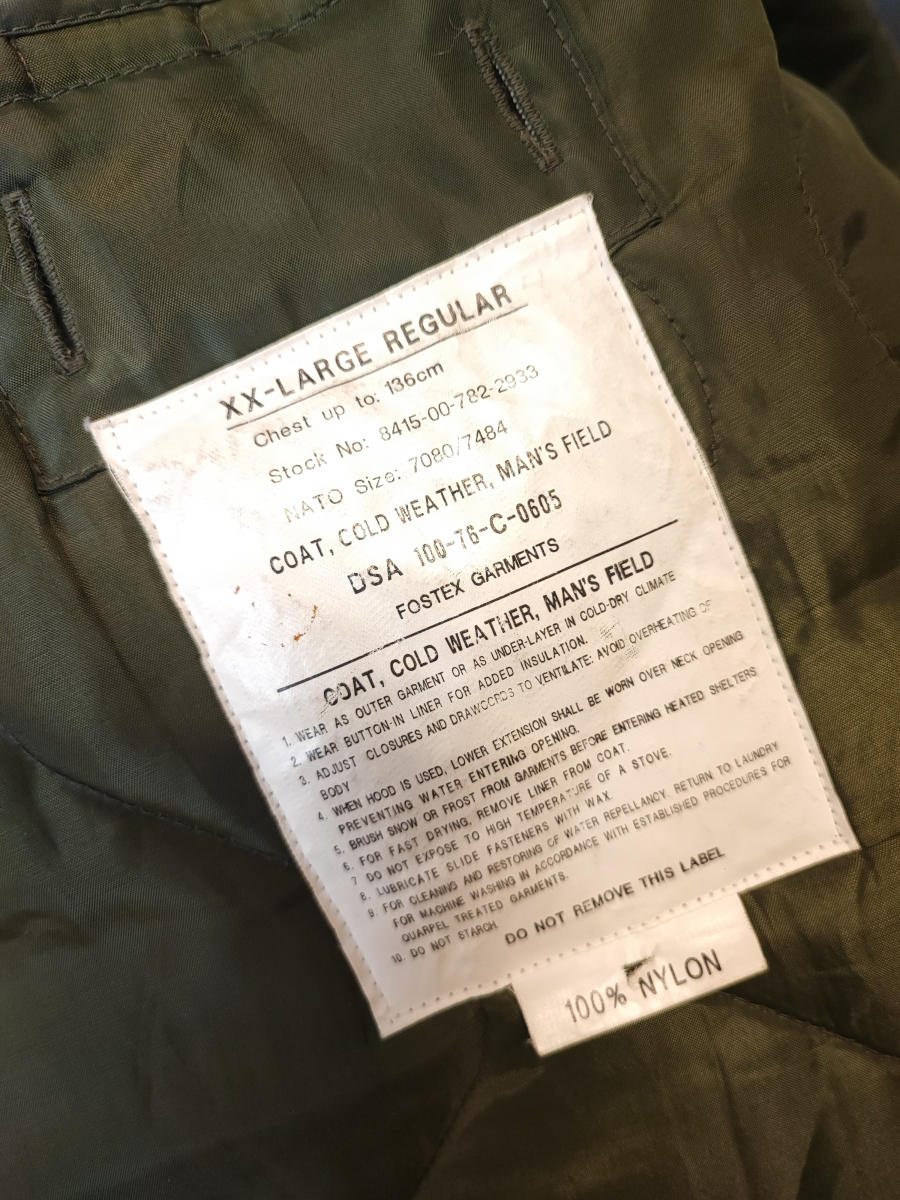 XX-LARGE REGULAR
Chest up to: 136cm
Stock No: 8415-00-782-2933
NATO Size: 7080/7484
COAT, COLD WEATHER, MAN'S FIELD
DSA 100-76-C-0605
FOSTEX GARMENTS
COAT, COLD WEATHER, MAN'S FIELD
1. WEAR AS OUTER GARMENT OR AS UNDER-LAYER IN COLD-DRY CLIMATE
2. WEAR BUTTON-IN LINER FOR ADDED INSULATION.
3. ADJUST CLOSURES AND DRAWCORDS TO VENTILATE: AVOID OVERHEATING OF
BODY
4. WHEN HOOD IS USED, LOWER EXTENSION SHALL BE WORN OVER NECK OPENING
PREVENTING WATER ENTERING OPENING.
5. BRUSH SNOW OR FROST FROM GARMENTS BEFORE ENTERING HEATED SHELTERS
6. FOR FAST DRYING, REMOVE LINER FROM COAT.
7 DO NOT EXPOSE TO HIGH TEMPERATURE OF A STOVE.
8. LUBRICATE SLIDE FASTENERS WITH WAX.
9. FOR CLEANING AND RESTORING OF WATER REPELLANCY. RETURN TO LAUNDRY
FOR MACHINE WASHING IN ACCORDANCE WITH ESTABLISHED PROCEDURES FOR
QUARPEL TREATED GARMENTS.
10. DO NOT STARCH.
DO NOT REMOVE THIS LABEL
100% NYLON